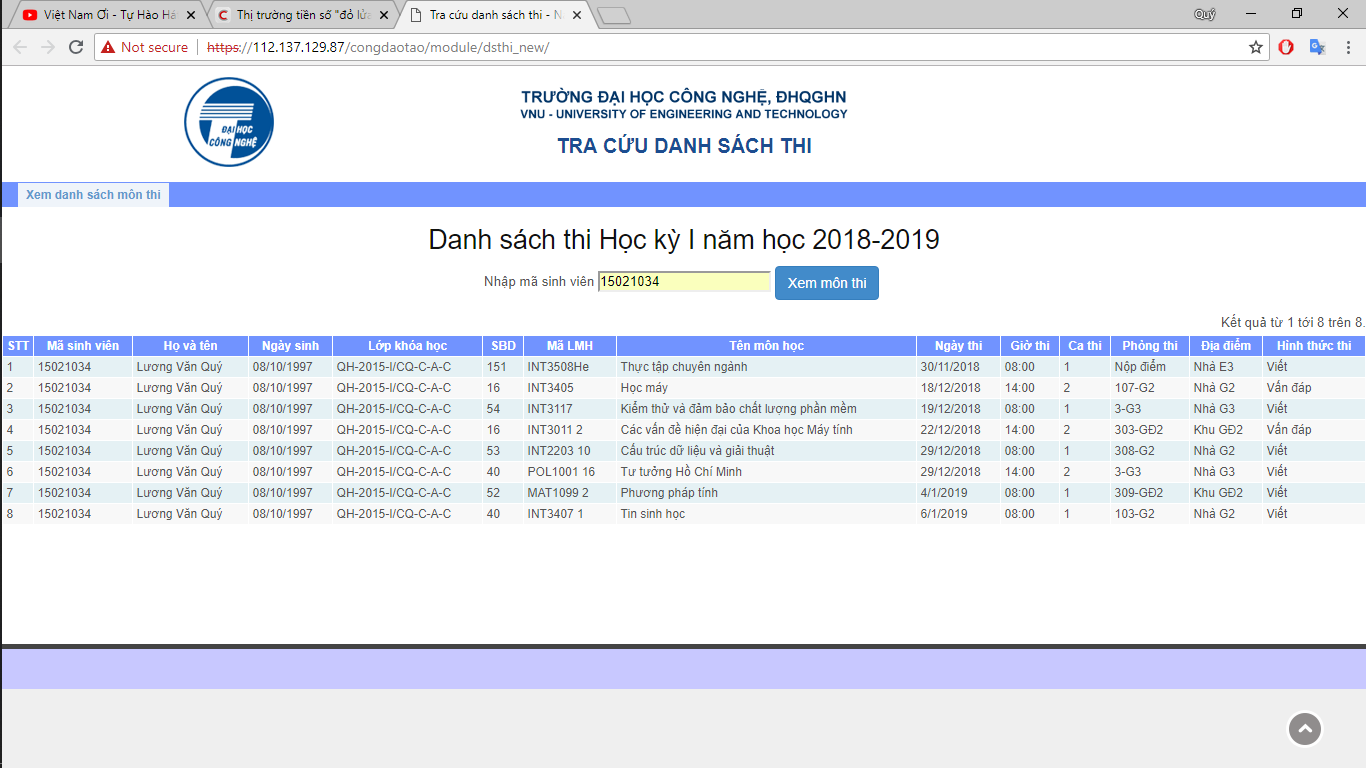 Việt Nam Ơi - Tự Hào Há
Thị trường tiền số "đỏ lửa
Tra cứu danh sách thi - N
Quý
Not secure https://112.137.129.87/congdaotao/module/dsthi_new/
ĐẠI HỌC
CÔNG NGHỆ
TRƯỜNG ĐẠI HỌC CÔNG NGHỆ, ĐHQGHN
VNU - UNIVERSITY OF ENGINEERING AND TECHNOLOGY
TRA CỨU DANH SÁCH THI
Xem danh sách môn thi
Danh sách thi Học kỳ I năm học 2018-2019
Nhập mã sinh viên 15021034 Xem môn thi
Kết quả từ 1 tới 8 trên 8.
STT Mã sinh viên Họ và tên Ngày sinh Lớp khóa học SBD Mã LMH Tên môn học Ngày thi Giờ thi Ca thi Phòng thi Địa điểm Hình thức thi
1 15021034 Lương Văn Quý 08/10/1997 QH-2015-I/CQ-C-A-C 151 INT3508He Thực tập chuyên ngành 30/11/2018 08:00 1 Nộp điểm Nhà E3 Viết
2 15021034 Lương Văn Quý 08/10/1997 QH-2015-I/CQ-C-A-C 16 INT3405 Học máy 18/12/2018 14:00 2 107-G2 Nhà G2 Vấn đáp
3 15021034 Lương Văn Quý 08/10/1997 QH-2015-I/CQ-C-A-C 54 INT3117 Kiểm thử và đảm bảo chất lượng phần mềm 19/12/2018 08:00 1 3-G3 Nhà G3 Viết
4 15021034 Lương Văn Quý 08/10/1997 QH-2015-I/CQ-C-A-C 16 INT3011 2 Các vấn đề hiện đại của Khoa học Máy tính 22/12/2018 14:00 2 303-GĐ2 Khu GĐ2 Vấn đáp
5 15021034 Lương Văn Quý 08/10/1997 QH-2015-I/CQ-C-A-C 53 INT2203 10 Cấu trúc dữ liệu và giải thuật 29/12/2018 08:00 1 308-G2 Nhà G2 Viết
6 15021034 Lương Văn Quý 08/10/1997 QH-2015-I/CQ-C-A-C 40 POL1001 16 Tư tưởng Hồ Chí Minh 29/12/2018 14:00 2 3-G3 Nhà G3 Viết
7 15021034 Lương Văn Quý 08/10/1997 QH-2015-I/CQ-C-A-C 52 MAT1099 2 Phương pháp tính 4/1/2019 08:00 1 309-GĐ2 Khu GĐ2 Viết
8 15021034 Lương Văn Quý 08/10/1997 QH-2015-I/CQ-C-A-C 40 INT3407 1 Tin sinh học 6/1/2019 08:00 1 103-G2 Nhà G2 Viết